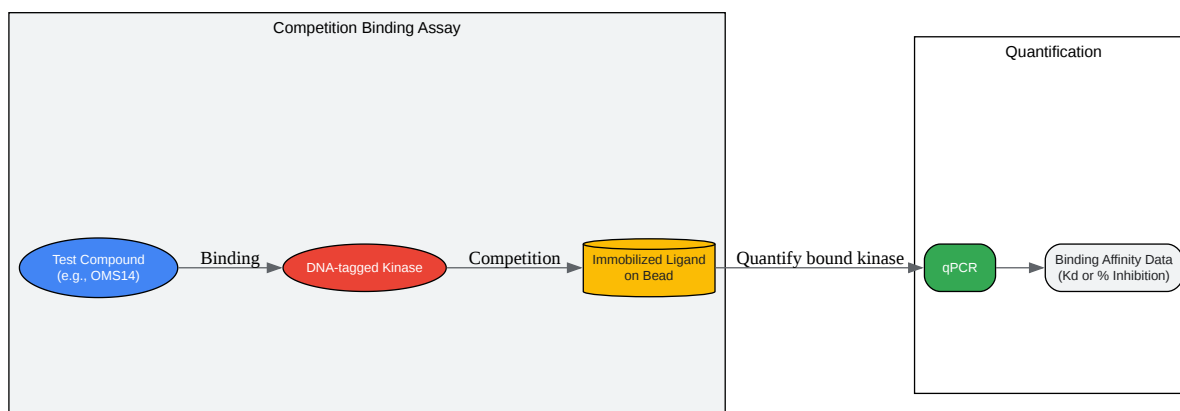 Competition Binding Assay
Quantification
Test Compound
(e.g., OMS14)
Binding
DNA-tagged Kinase
Competition
Immobilized Ligand
on Bead
Quantify bound kinase
qPCR
Binding Affinity Data
(Kd or % Inhibition)